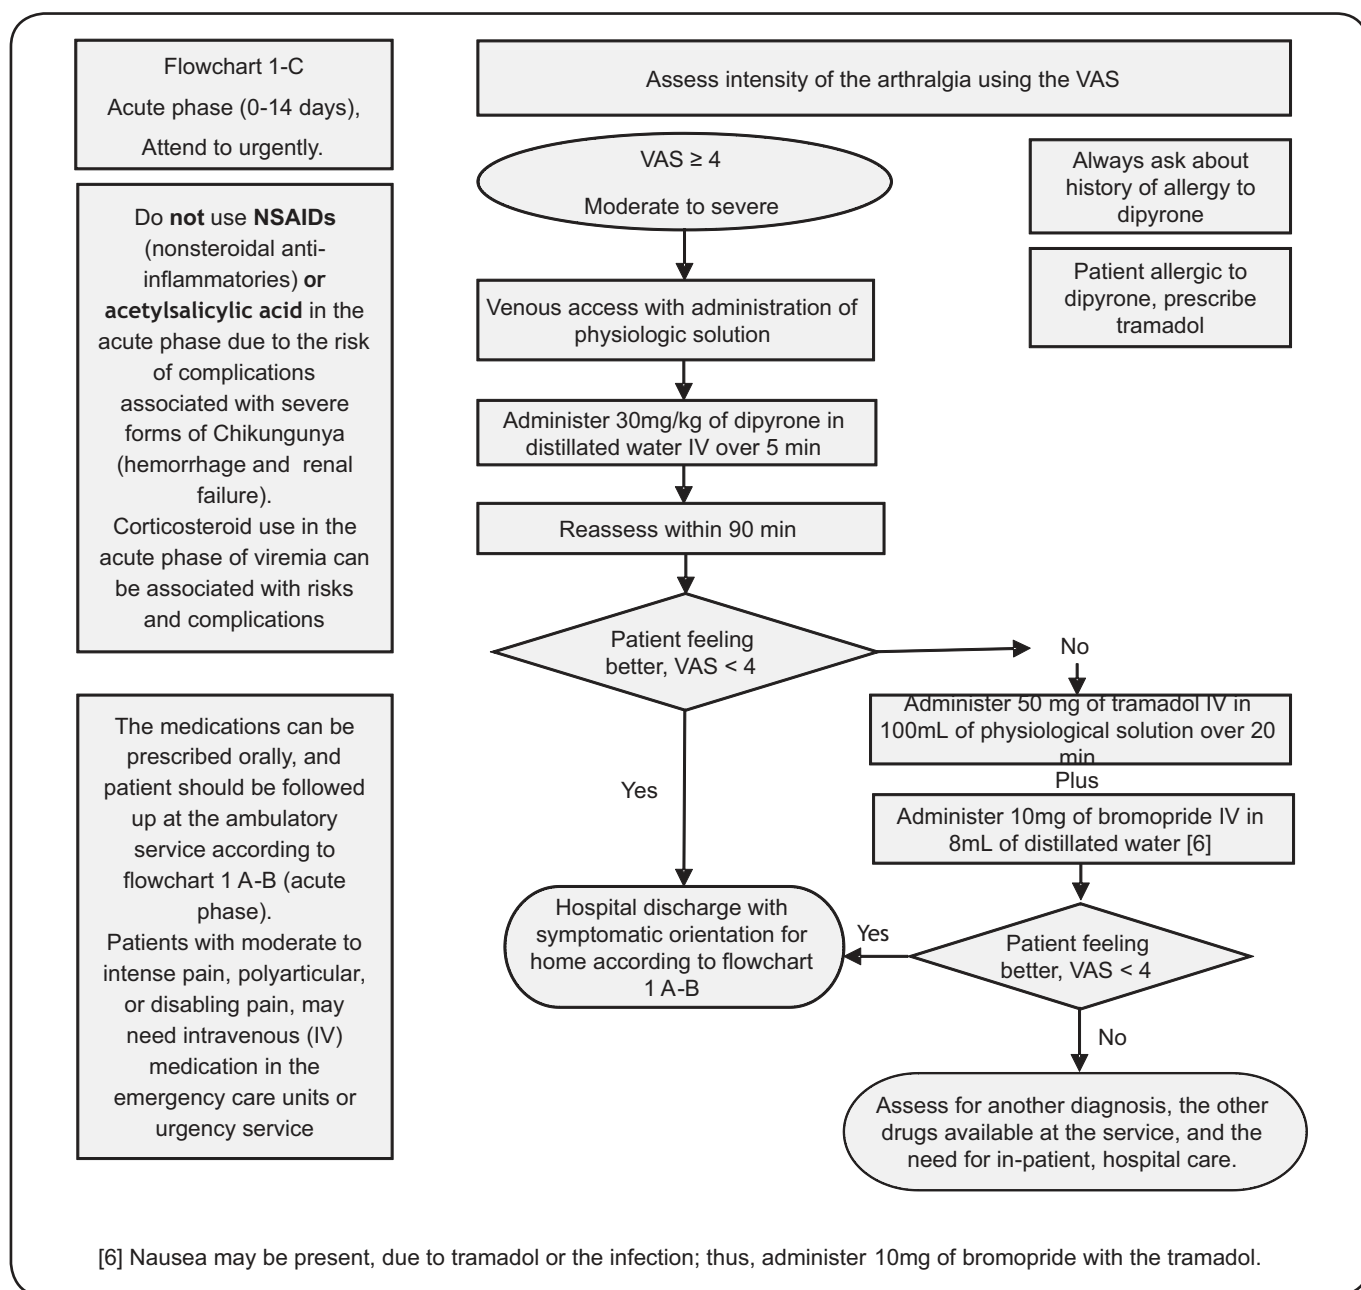 Flowchart 1-C
Acute phase (0-14 days),
Attend to urgently.
Do not use NSAIDs
(nonsteroidal anti-
inflammatories) or
acetylsalicylic acid in the
acute phase due to the risk
of complications
associated with severe
forms of Chikungunya
(hemorrhage and renal
failure).
Corticosteroid use in the
acute phase of viremia can
be associated with risks
and complications
The medications can be
prescribed orally, and
patient should be followed
up at the ambulatory
service according to
flowchart 1 A-B (acute
phase).
Patients with moderate to
intense pain, polyarticular,
or disabling pain, may
need intravenous (IV)
medication in the
emergency care units or
urgency service
Assess intensity of the arthralgia using the VAS
VAS ≥ 4
Moderate to severe
Always ask about
history of allergy to
dipyrone
Patient allergic to
dipyrone, prescribe
tramadol
Venous access with administration of
physiologic solution
Administer 30mg/kg of dipyrone in
distillated water IV over 5 min
Reassess within 90 min
Patient feeling
better, VAS < 4
No
Administer 50 mg of tramadol IV in
100mL of physiological solution over 20
min
Plus
Administer 10mg of bromopride IV in
8mL of distillated water [6]
Yes
Hospital discharge with
symptomatic orientation for
home according to flowchart
1 A-B
Yes
Patient feeling
better, VAS < 4
No
Assess for another diagnosis, the other
drugs available at the service, and the
need for in-patient, hospital care.
[6] Nausea may be present, due to tramadol or the infection; thus, administer 10mg of bromopride with the tramadol.